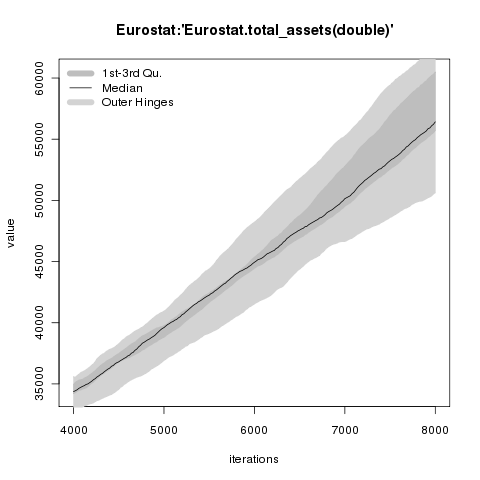 Eurostat:'Eurostat.total_assets(double)'
1st-3rd Qu.
Median
Outer Hinges
value
60000
55000
50000
45000
40000
35000
4000 5000 6000 7000 8000
iterations